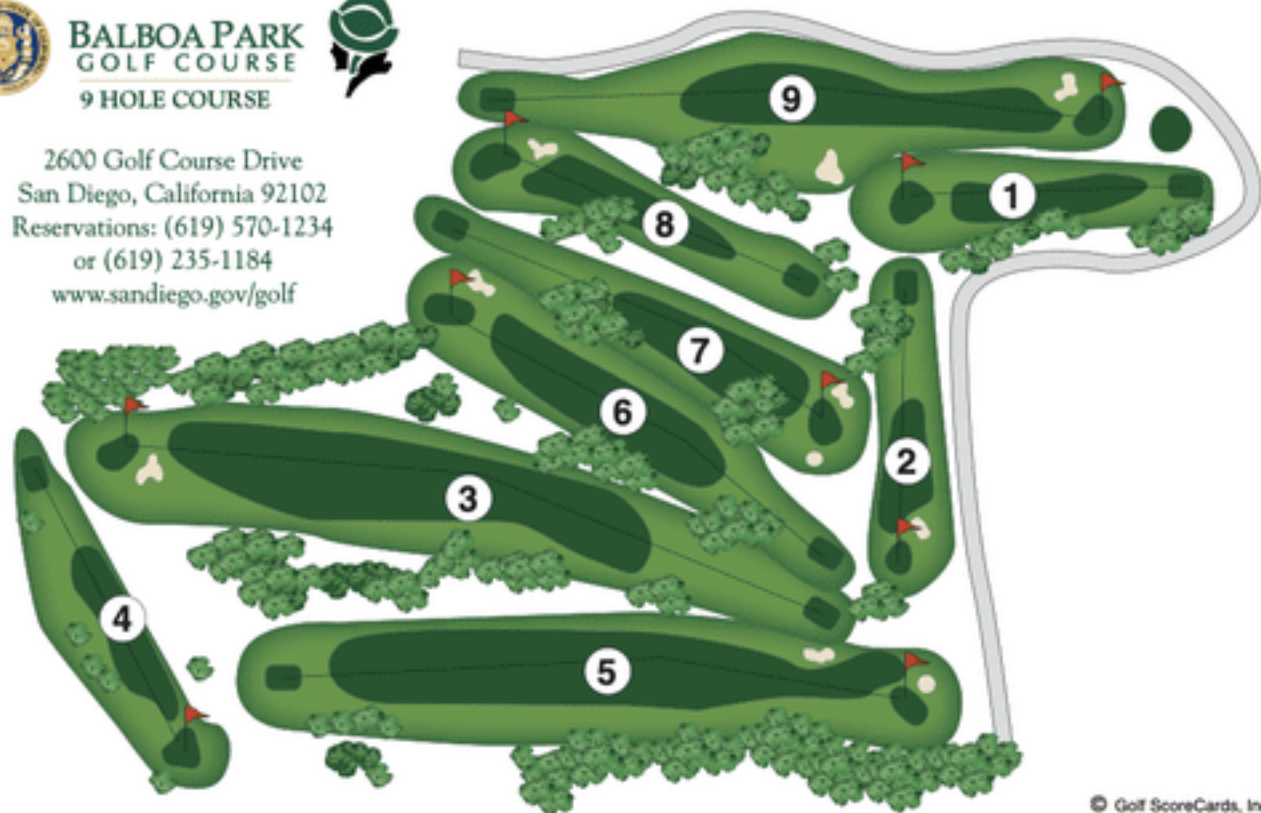 BALBOA PARK
GOLF COURSE
9 HOLE COURSE
2600 Golf Course Drive
San Diego, California 92102
Reservations: (619) 570-1234
or (619) 235-1184
www.sandiego.gov/golf
9
1
8
7
6
2
3
4
5
© Golf ScoreCards, In